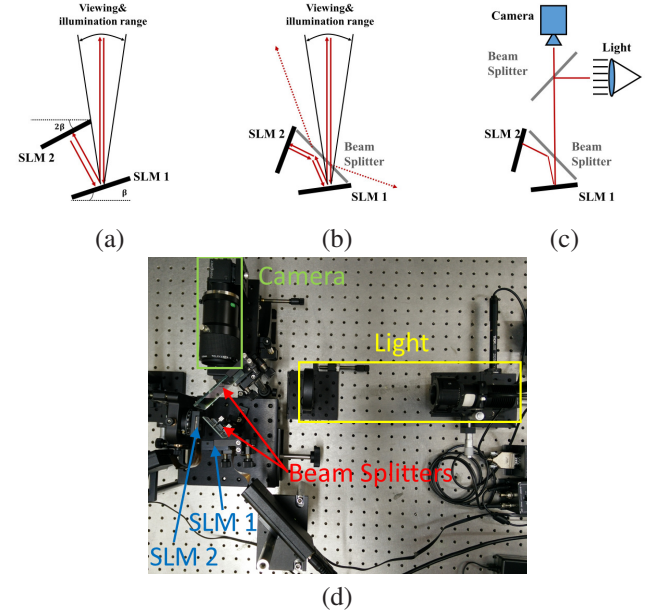 Viewing&
illumination range
2β
SLM 2
SLM 1
β
(a)
Viewing&
illumination range
SLM 2
Beam
Splitter
SLM 1
(b)
Camera
Light
Beam
Splitter
SLM 2
Beam
Splitter
SLM 1
(c)
Camera
Light
Beam Splitters
SLM 1
SLM 2
(d)